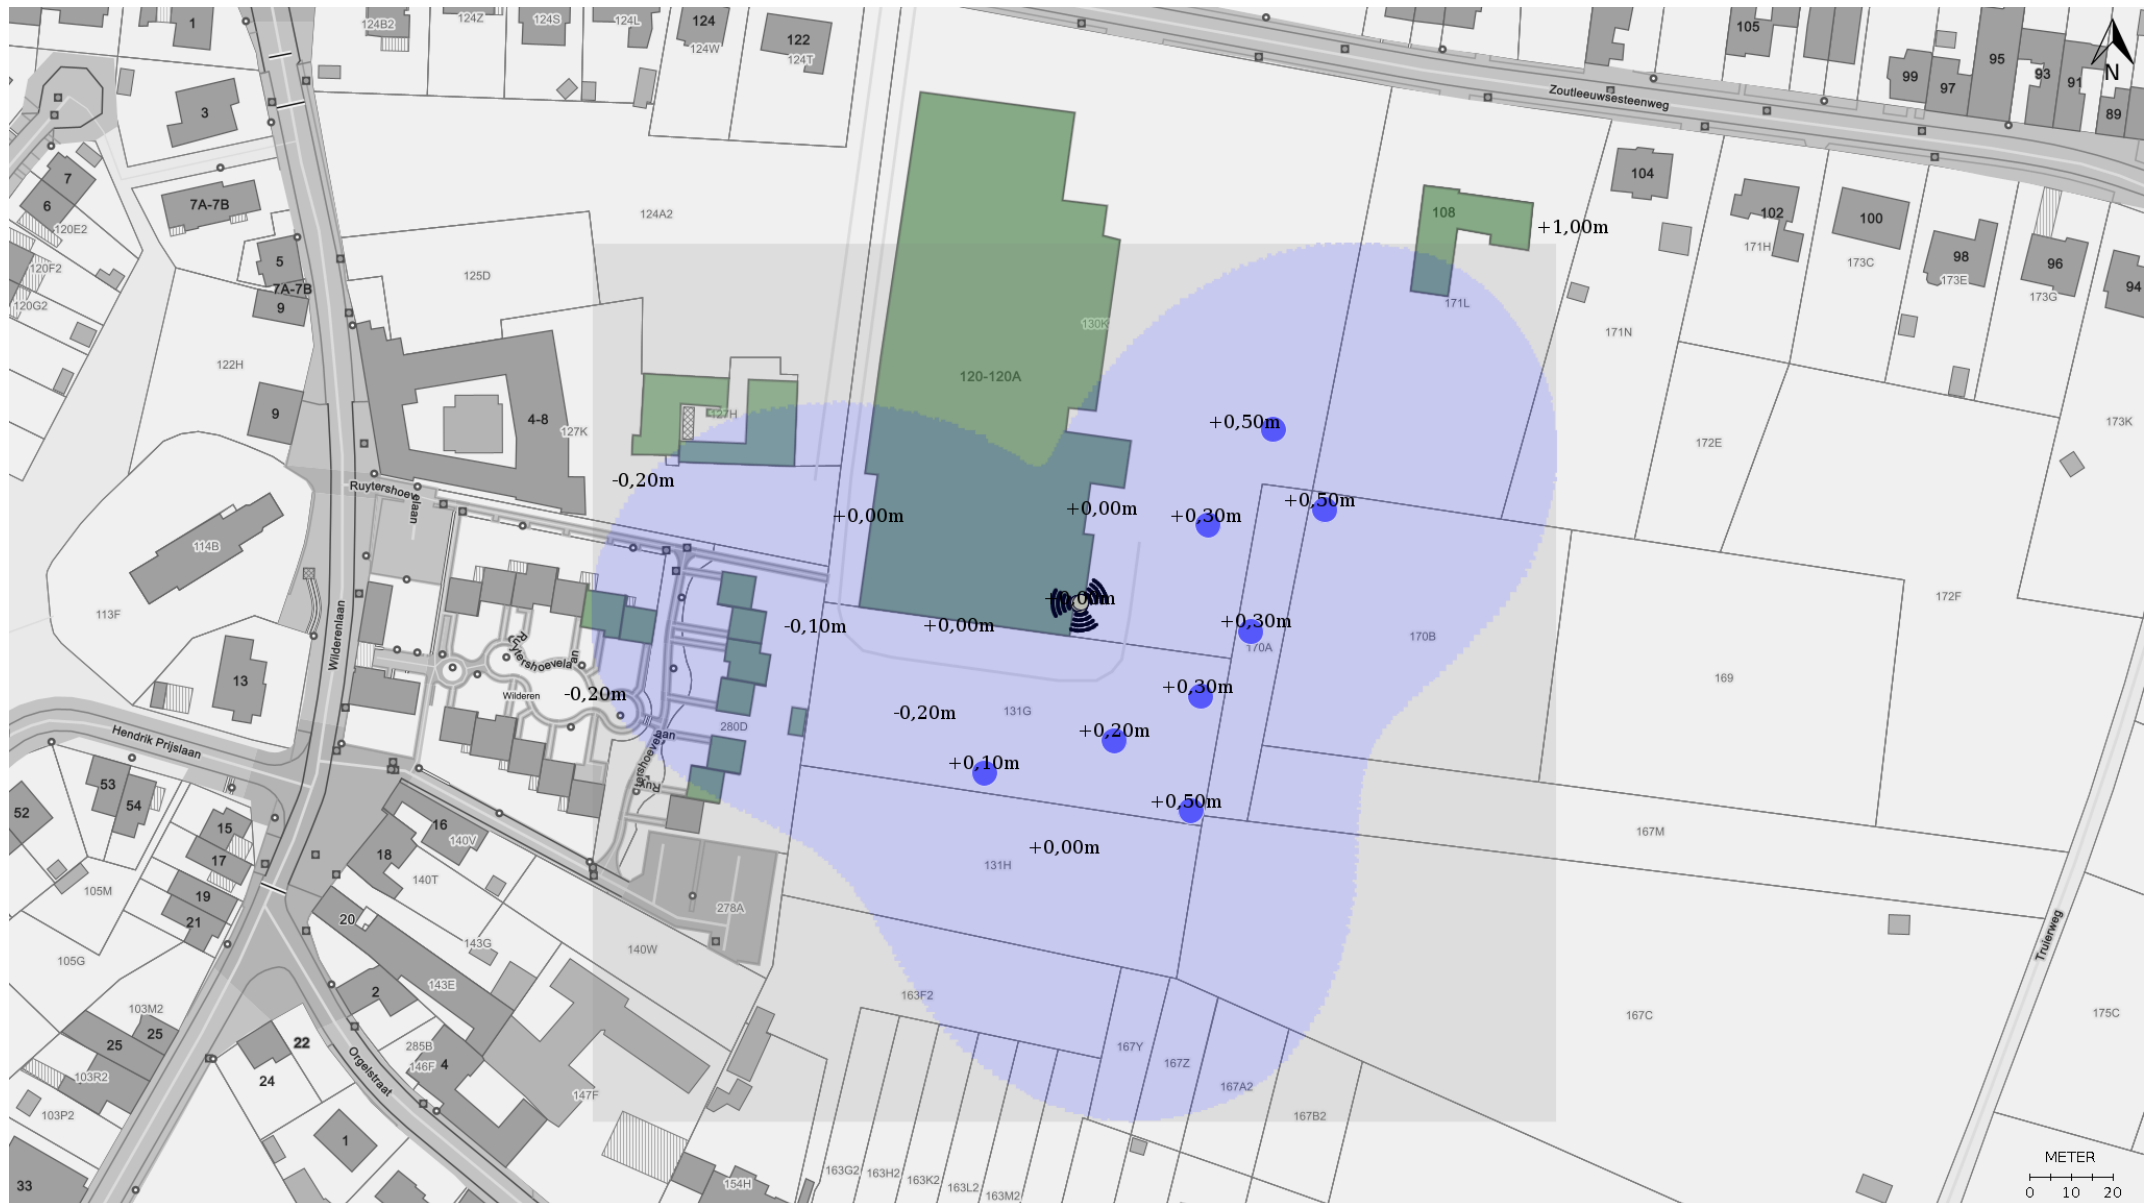 1
124B2
124Z
124S
124L
124
124W
122
124T
105
99
97
95
93
91
89
N
Zoutleeuwsesteenweg
3
7
6
7A-7B
120E2
120F2
120G2
5
7A-7B
9
124A2
125D
104
102
171H
100
173C
98
173E
96
173G
94
108
+1,00m
171L
171N
130K
120-120A
122H
9
4-8
127K
127H
172E
173K
+0,50m
-0,20m
+0,50m
Ruytershoevelaan
+0,00m
+0,00m
+0,30m
114B
113F
Wilderenlaan
+0,00m
172F
-0,10m
+0,00m
+0,30m
170A
170B
Ruytershoevelaan
13
Wilderen
-0,20m
+0,30m
169
-0,20m
131G
280D
+0,20m
Hendrik Prijslaan
Ruytershoevelaan
+0,10m
53
54
52
+0,50m
15
16
140V
17
18
140T
167M
+0,00m
131H
105M
19
21
20
278A
143G
140W
105G
Truierweg
143E
2
163F2
103M2
25
25
22
285B
146F
4
167C
175C
167Y
167Z
167A2
103R2
24
Orgelstraat
147F
103P2
167B2
1
METER
163G2
163H2
163K2
163L2
163M2
154H
33
0 10 20